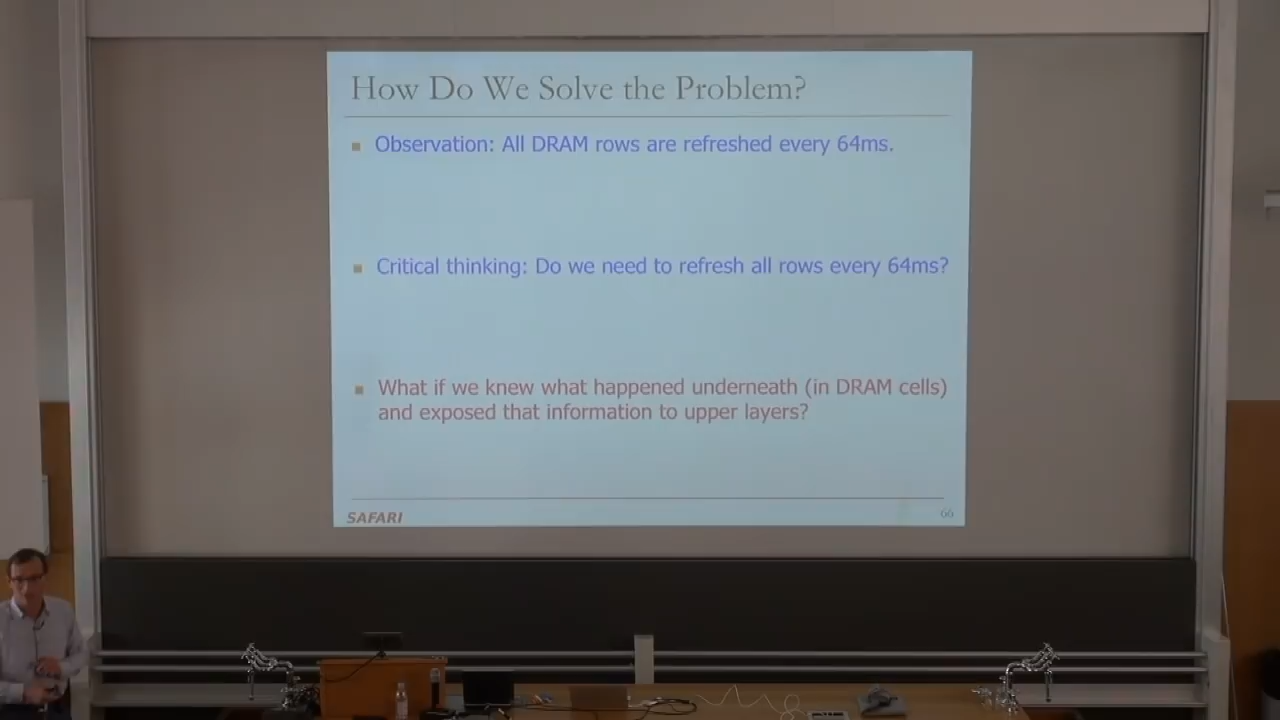 How Do We Solve the Problem?
Observation: All DRAM rows are refreshed every 64ms.
Critical thinking: Do we need to refresh all rows every 64ms?
What if we knew what happened underneath (in DRAM cells)
and exposed that information to upper layers?
SAFARI
66